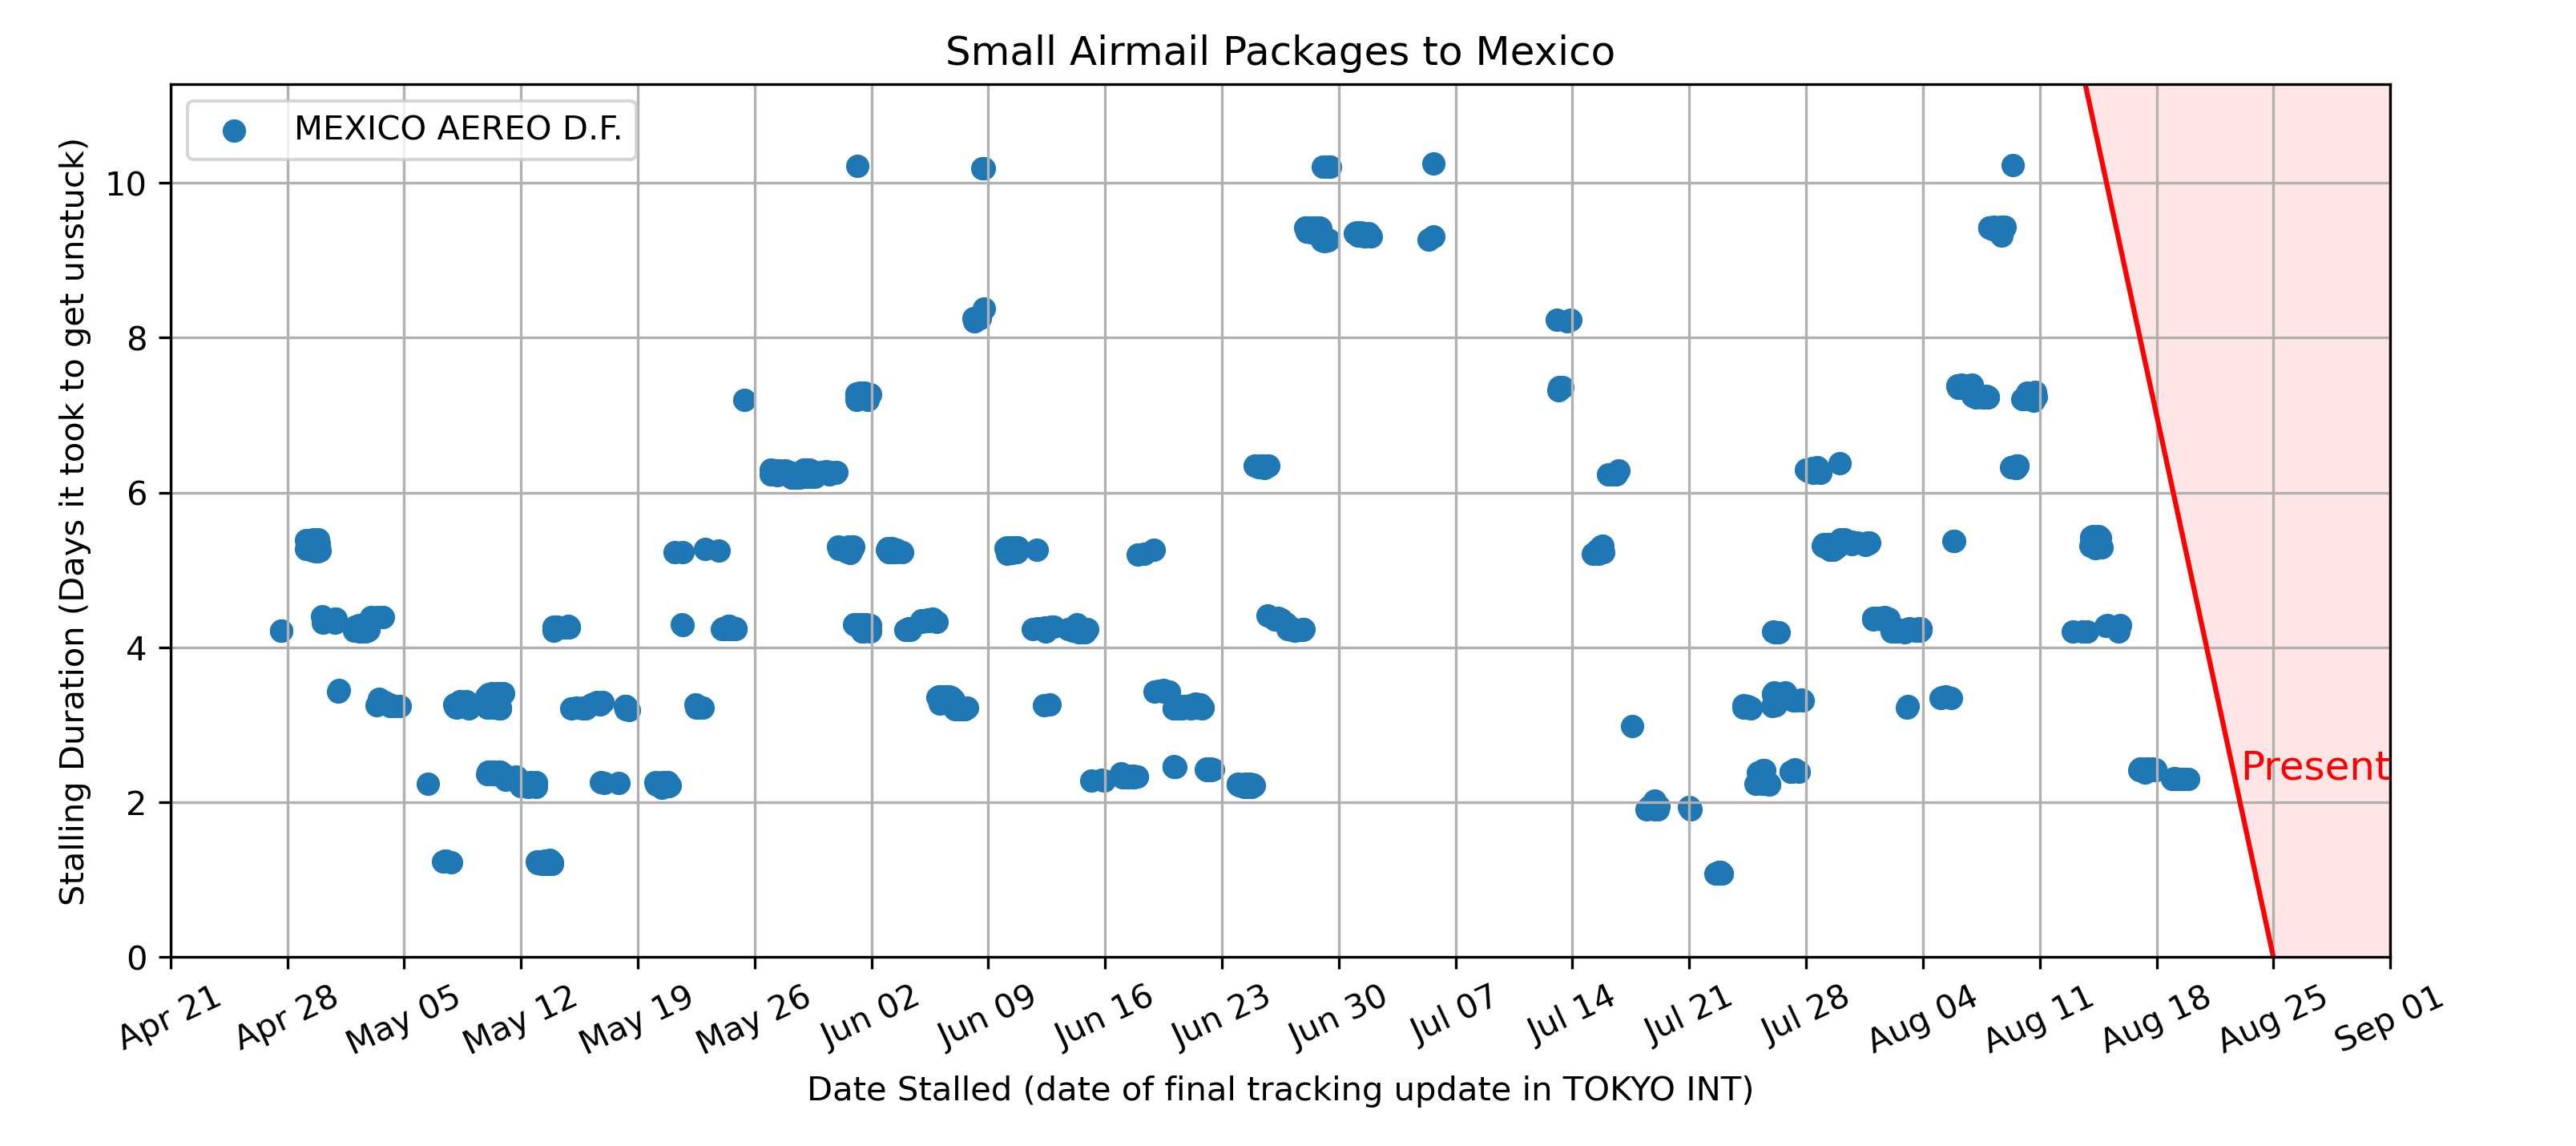 Small Airmail Packages to Mexico
MEXICO AEREO D.F.
Stalling Duration (Days it took to get unstuck)
10
8
6
4
2
0
Present
Apr 21
Apr 28
May 05
May 12
May 19
May 26
Jun 02
Jun 09
Jun 16
Jun 23
Jun 30
Jul 07
Jul 14
Jul 21
Jul 28
Aug 04
Aug 11
Aug 18
Aug 25
Sep 01
Date Stalled (date of final tracking update in TOKYO INT)